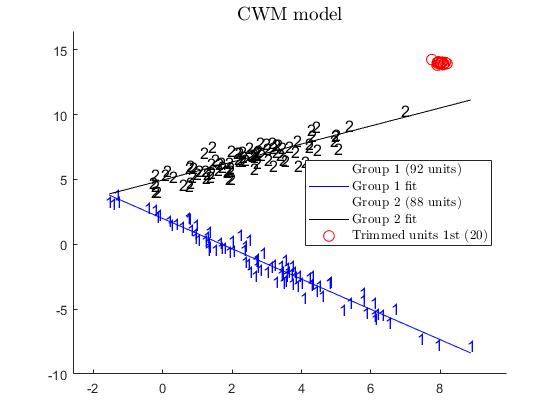 CWM model
15
10
5
0
-5
-10
-2
0
2
4
6
8
Group 1 (92 units)
Group 1 fit
Group 2 (88 units)
Group 2 fit
Trimmed units 1st (20)